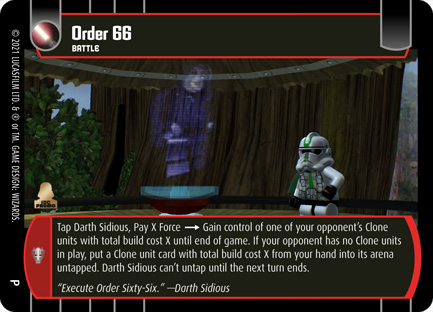 Order 66
BATTLE
© 2021 LUCASFILM LTD. & ® or TM. GAME DESIGN: WIZARDS.
PROMO
P
Tap Darth Sidious, Pay X Force → Gain control of one of your opponent's Clone
units with total build cost X until end of game. If your opponent has no Clone units
in play, put a Clone unit card with total build cost X from your hand into its arena
untapped. Darth Sidious can't untap until the next turn ends.
"Execute Order Sixty-Six." —Darth Sidious